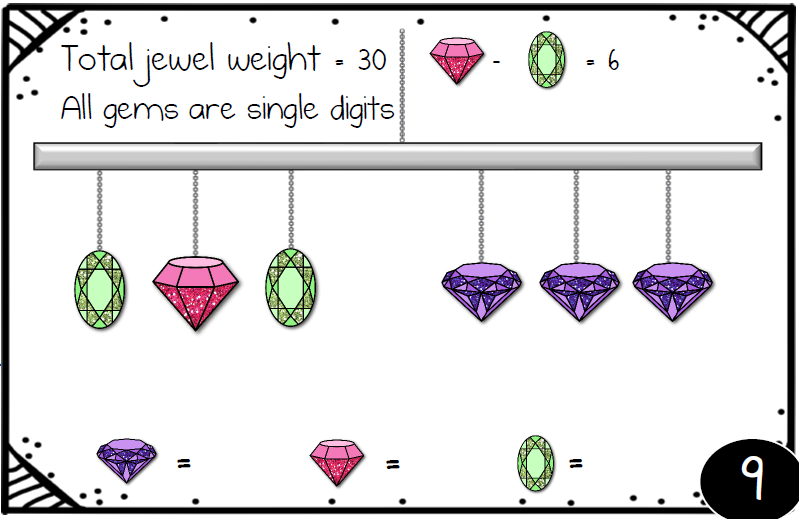 Total jewel weight = 30
All gems are single digits
- = 6
= = =
9